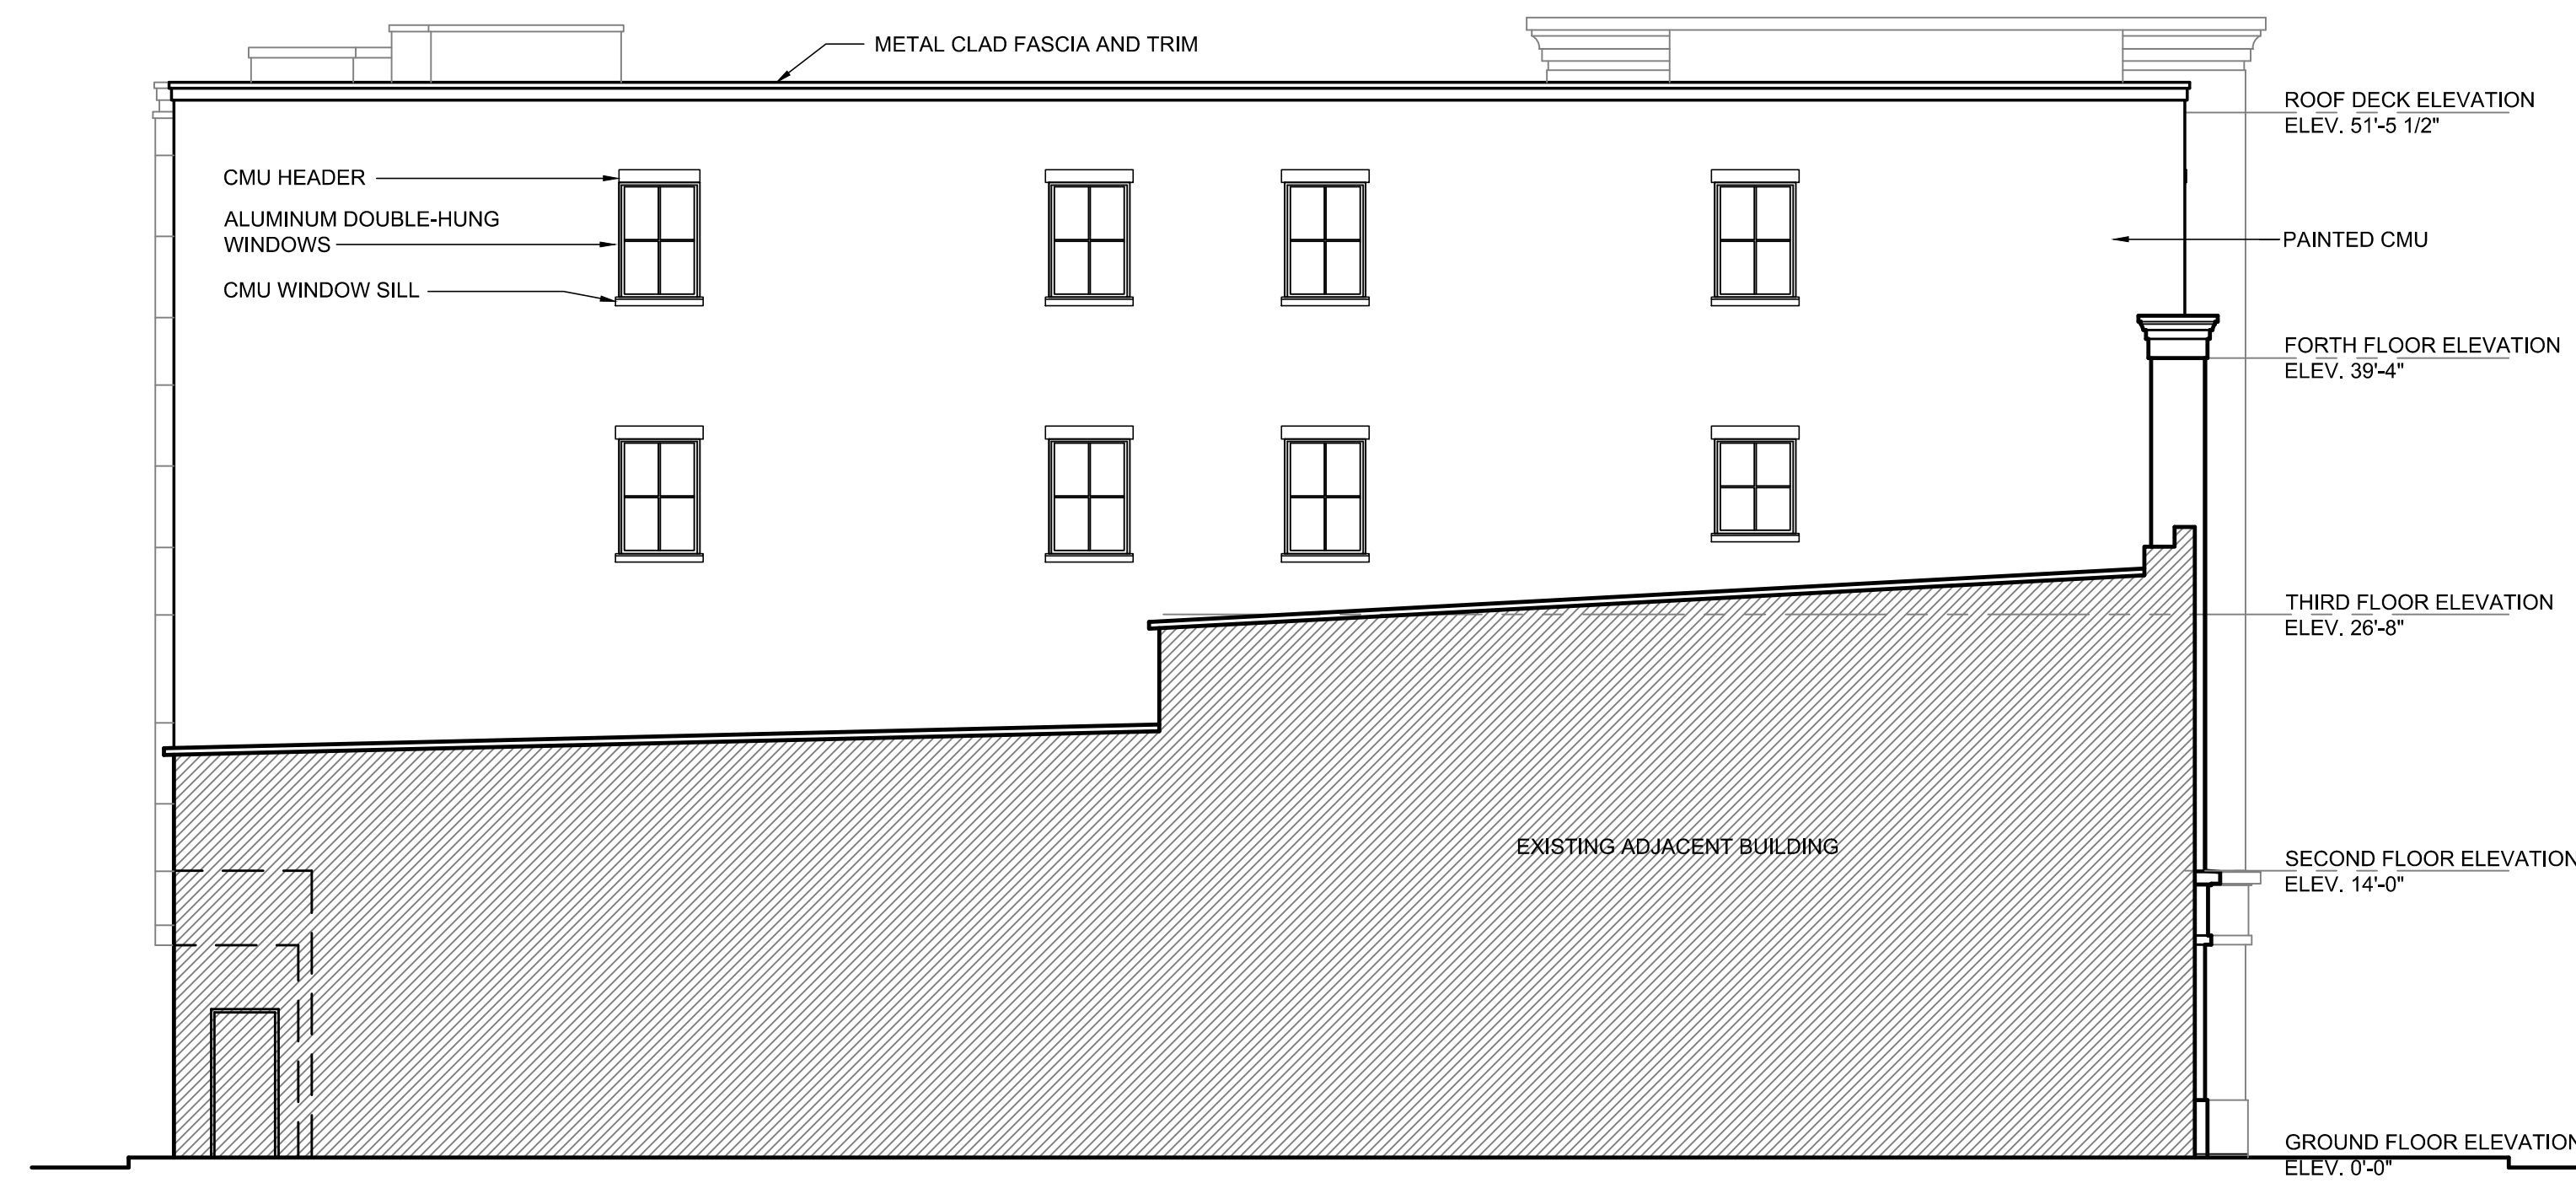 METAL CLAD FASCIA AND TRIM
ROOF DECK ELEVATION
ELEV. 51'-5 1/2"
CMU HEADER
ALUMINUM DOUBLE-HUNG
WINDOWS
CMU WINDOW SILL
PAINTED CMU
FORTH FLOOR ELEVATION
ELEV. 39'-4"
THIRD FLOOR ELEVATION
ELEV. 26'-8"
EXISTING ADJACENT BUILDING
SECOND FLOOR ELEVATION
ELEV. 14'-0"
GROUND FLOOR ELEVATION
ELEV. 0'-0"